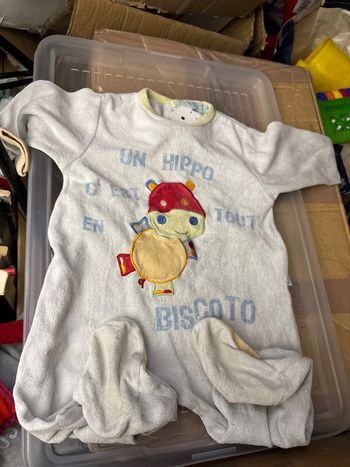 UN HIPPO
C'EST TOUT
EN
BISCOTO